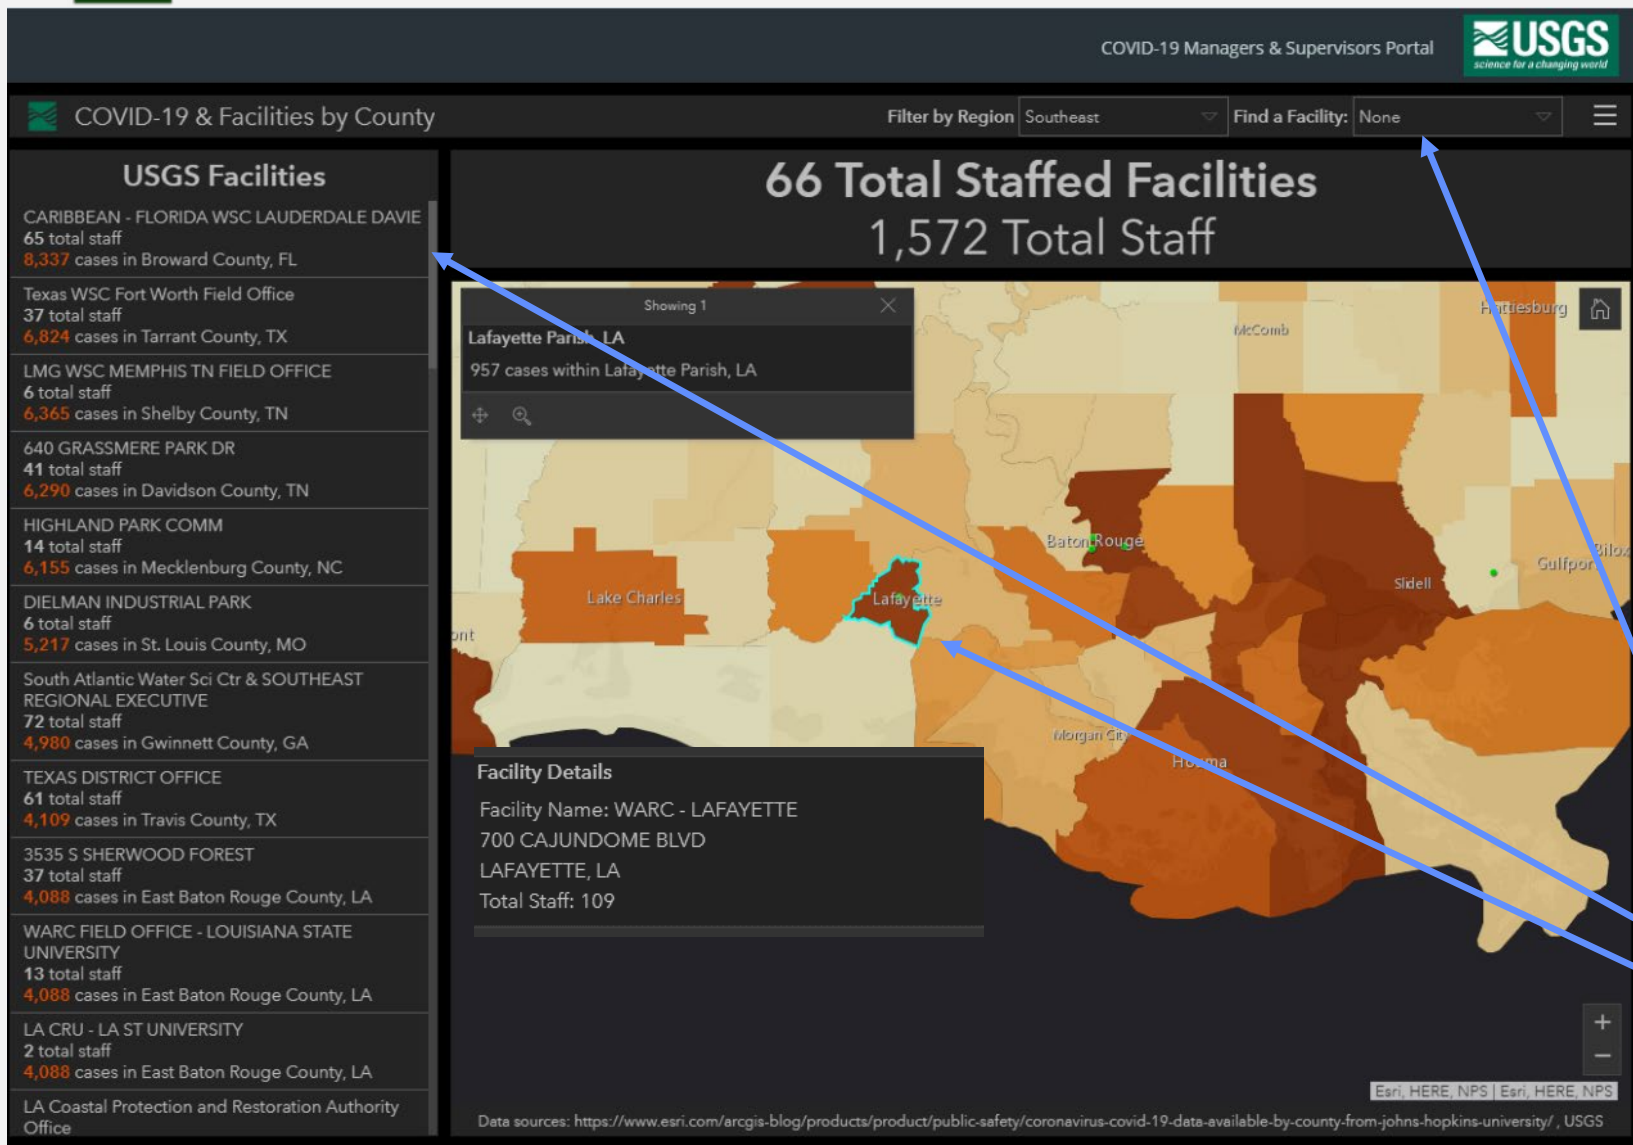 COVID-19 Managers & Supervisors Portal
USGS
science for a changing world
COVID-19 & Facilities by County
Filter by Region Southeast
Find a Facility: None
USGS Facilities
CARIBBEAN - FLORIDA WSC LAUDERDALE DAVIE
65 total staff
8,337 cases in Broward County, FL
Texas WSC Fort Worth Field Office
37 total staff
6,824 cases in Tarrant County, TX
LMG WSC MEMPHIS TN FIELD OFFICE
6 total staff
6,365 cases in Shelby County, TN
640 GRASSMERE PARK DR
41 total staff
6,290 cases in Davidson County, TN
HIGHLAND PARK COMM
14 total staff
6,155 cases in Mecklenburg County, NC
DIELMAN INDUSTRIAL PARK
6 total staff
5,217 cases in St. Louis County, MO
South Atlantic Water Sci Ctr & SOUTHEAST
REGIONAL EXECUTIVE
72 total staff
4,980 cases in Gwinnett County, GA
TEXAS DISTRICT OFFICE
61 total staff
4,109 cases in Travis County, TX
3535 S SHERWOOD FOREST
37 total staff
4,088 cases in East Baton Rouge County, LA
WARC FIELD OFFICE - LOUISIANA STATE
UNIVERSITY
13 total staff
4,088 cases in East Baton Rouge County, LA
LA CRU - LA ST UNIVERSITY
2 total staff
4,088 cases in East Baton Rouge County, LA
LA Coastal Protection and Restoration Authority
Office
66 Total Staffed Facilities
1,572 Total Staff
Showing 1
Lafayette Parish, LA
957 cases within Lafayette Parish, LA
Hattiesburg
McComb
Baton Rouge
Gulfport
Slidell
Lake Charles
Lafayette
ont
Morgan City
Houma
Facility Details
Facility Name: WARC - LAFAYETTE
700 CAJUNDOME BLVD
LAFAYETTE, LA
Total Staff: 109
+
−
Esri, HERE, NPS | Esri, HERE, NPS
Data sources: https://www.esri.com/arcgis-blog/products/product/public-safety/coronavirus-covid-19-data-available-by-county-from-johns-hopkins-university/ , USGS